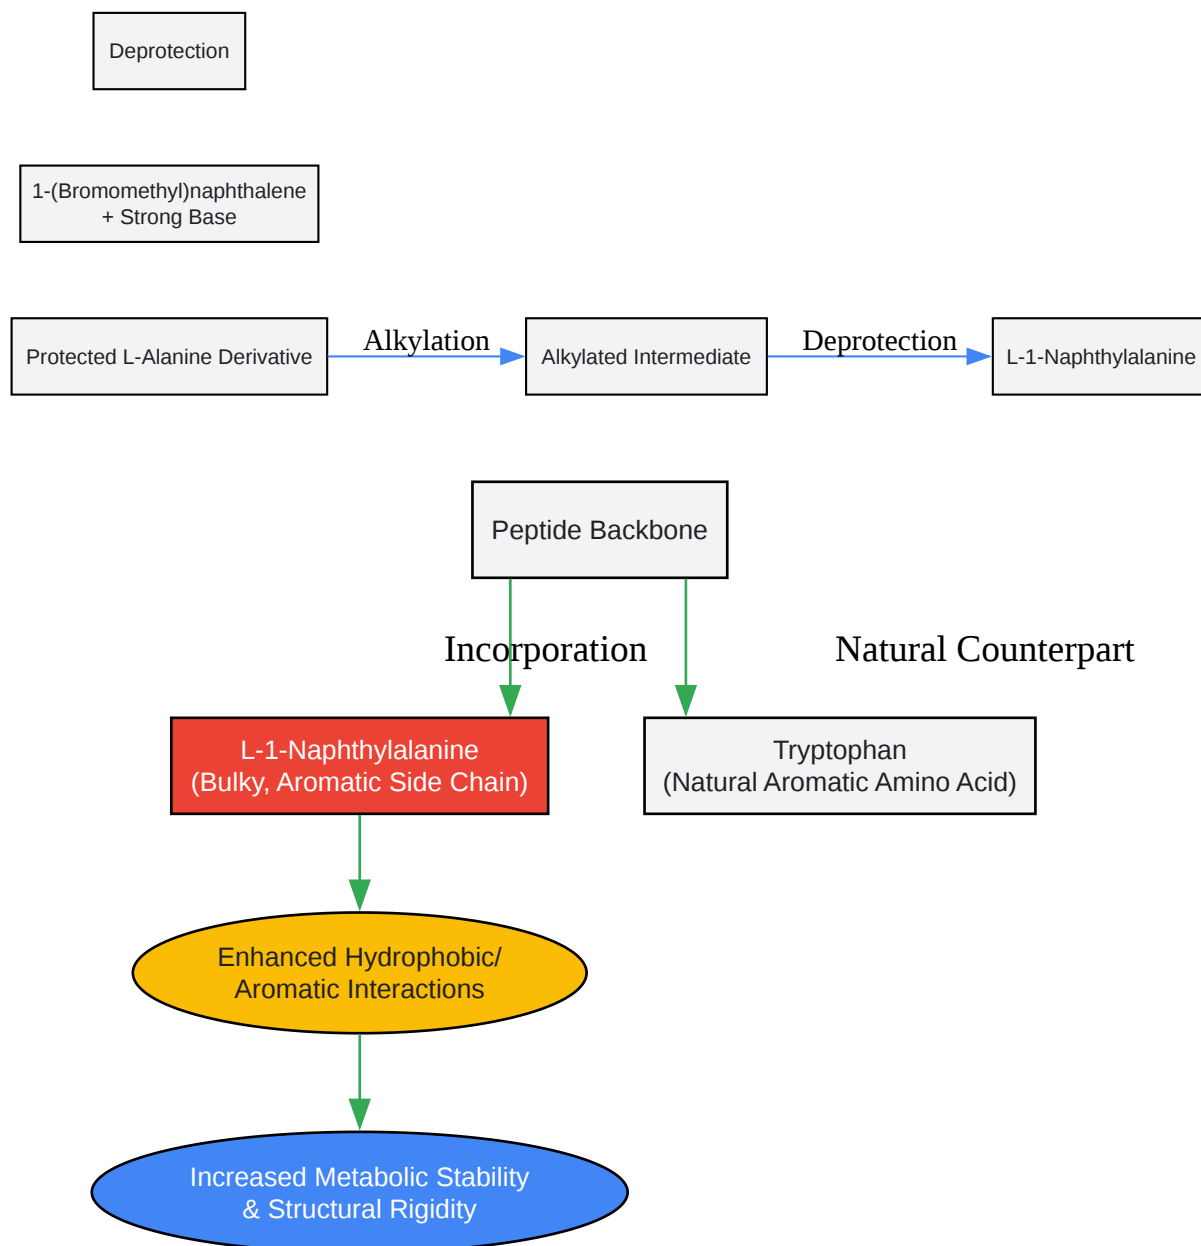 Deprotection
1-(Bromomethyl)naphthalene
+ Strong Base
Protected L-Alanine Derivative
Alkylation
Alkylated Intermediate
Deprotection
L-1-Naphthylalanine
Peptide Backbone
Incorporation
Natural Counterpart
L-1-Naphthylalanine
(Bulky, Aromatic Side Chain)
Tryptophan
(Natural Aromatic Amino Acid)
Enhanced Hydrophobic/
Aromatic Interactions
Increased Metabolic Stability
& Structural Rigidity